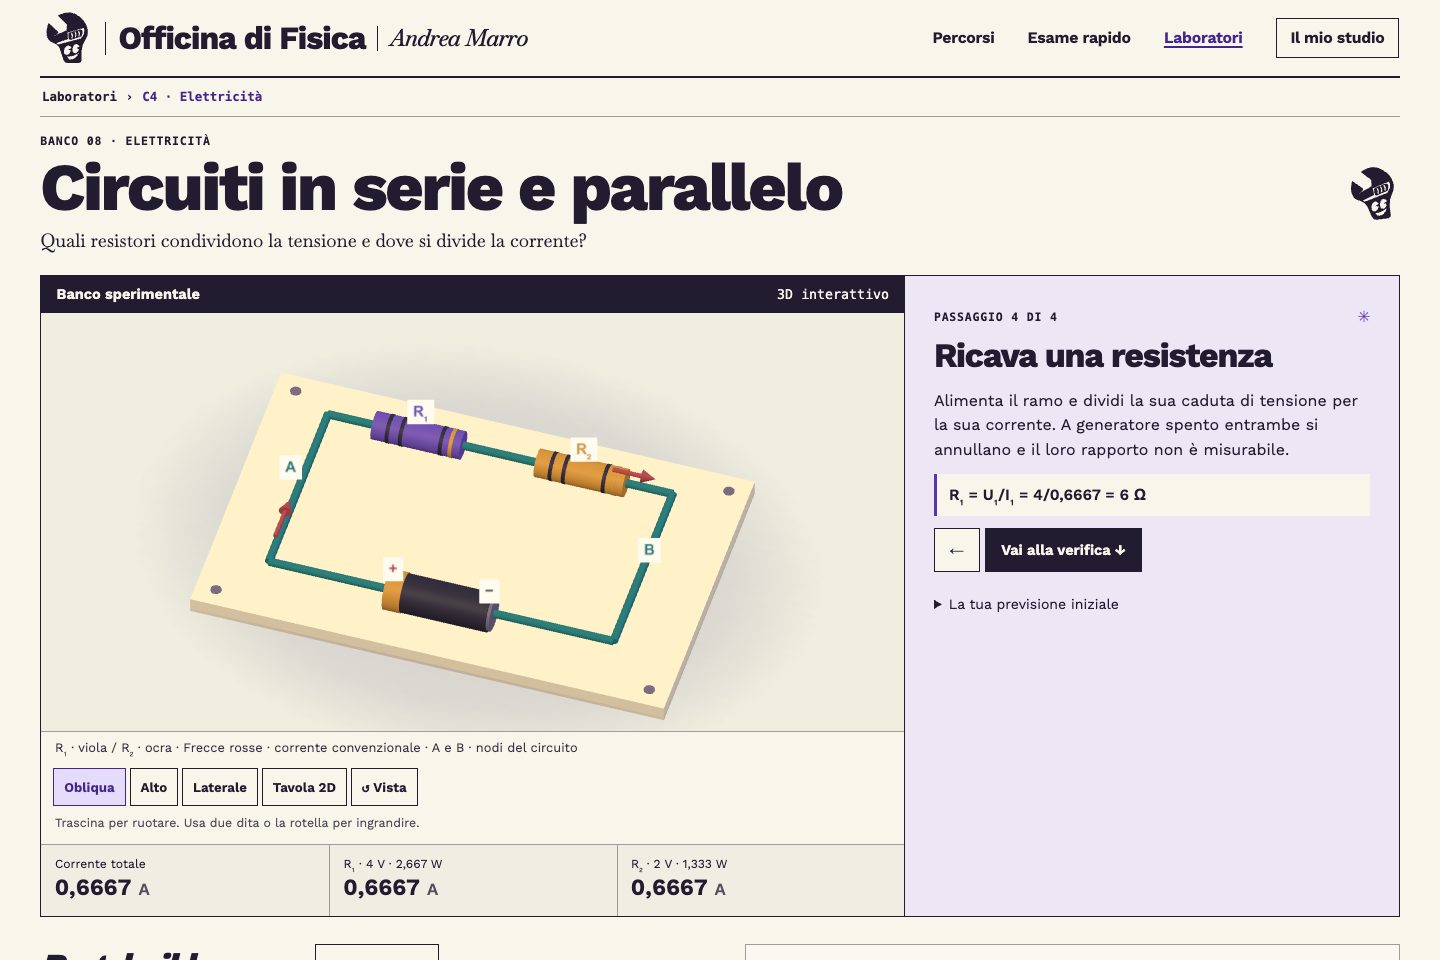 Officina di Fisica
Andrea Marro
Percorsi
Esame rapido
Laboratori
Il mio studio
Laboratori › C4 · Elettricità
BANCO 08 · ELETTRICITÀ
Circuiti in serie e parallelo
Quali resistori condividono la tensione e dove si divide la corrente?
Banco sperimentale
3D interattivo
R₁
R₂
A
B
+
−
R₁ · viola / R₂ · ocra · Frecce rosse · corrente convenzionale · A e B · nodi del circuito
Obliqua
Alto
Laterale
Tavola 2D
↺ Vista
Trascina per ruotare. Usa due dita o la rotella per ingrandire.
Corrente totale
0,6667 A
R₁ · 4 V · 2,667 W
0,6667 A
R₂ · 2 V · 1,333 W
0,6667 A
PASSAGGIO 4 DI 4
Ricava una resistenza
Alimenta il ramo e dividi la sua caduta di tensione per
la sua corrente. A generatore spento entrambe si
annullano e il loro rapporto non è misurabile.
R₁ = U₁/I₁ = 4/0,6667 = 6 Ω
←
Vai alla verifica ↓
▶ La tua previsione iniziale